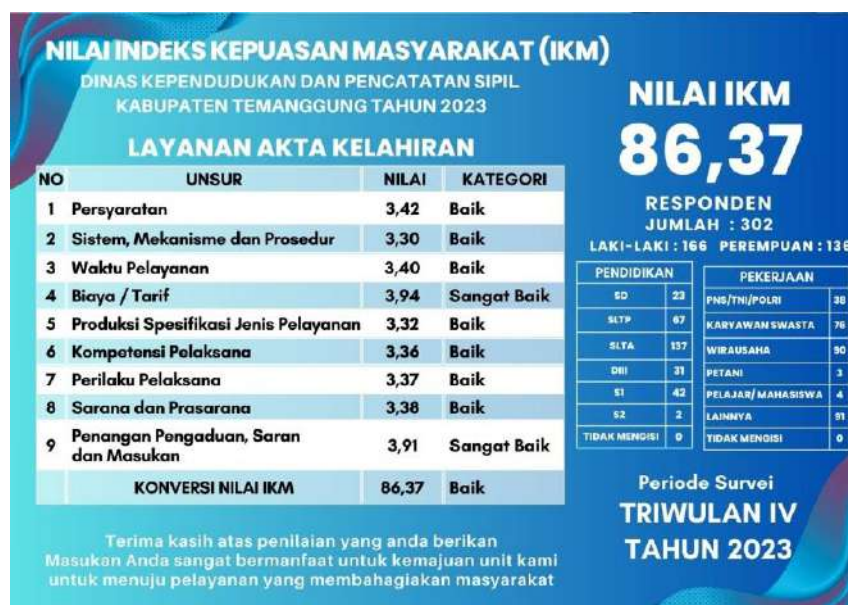 NILAI INDEKS KEPUASAN MASYARAKAT (IKM)
DINAS KEPENDUDUKAN DAN PENCATATAN SIPIL
KABUPATEN TEMANGGUNG TAHUN 2023
LAYANAN AKTA KELAHIRAN
NO UNSUR NILAI KATEGORI
1 Persyaratan 3,42 Baik
2 Sistem, Mekanisme dan Prosedur 3,30 Baik
3 Waktu Pelayanan 3,40 Baik
4 Biaya / Tarif 3,94 Sangat Baik
5 Produksi Spesifikasi Jenis Pelayanan 3,32 Baik
6 Kompetensi Pelaksana 3,36 Baik
7 Perilaku Pelaksana 3,37 Baik
8 Sarana dan Prasarana 3,38 Baik
9 Penangan Pengaduan, Saran
dan Masukan 3,91 Sangat Baik
KONVERSI NILAI IKM 86,37 Baik
Terima kasih atas penilaian yang anda berikan
Masukan Anda sangat bermanfaat untuk kemajuan unit kami
untuk menuju pelayanan yang membahagiakan masyarakat
NILAI IKM
86,37
RESPONDEN
JUMLAH : 302
LAKI-LAKI : 166 PEREMPUAN : 136
PENDIDIKAN
SD 23
SLTP 67
SLTA 137
DIII 31
S1 42
S2 2
TIDAK MENGISI 0
PEKERJAAN
PNS/TNI/POLRI 38
KARYAWAN SWASTA 76
WIRAUSAHA 90
PETANI 3
PELAJAR/ MAHASISWA 4
LAINNYA 91
TIDAK MENGISI 0
Periode Survei
TRIWULAN IV
TAHUN 2023